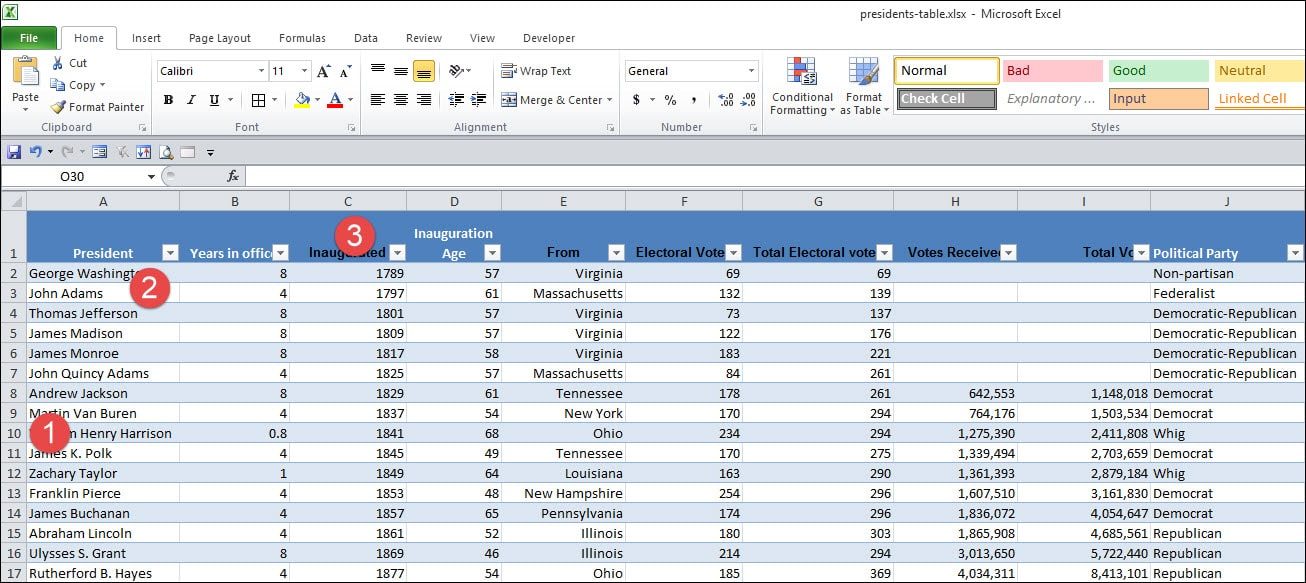 presidents-table.xlsx - Microsoft Excel
File Home Insert Page Layout Formulas Data Review View Developer
Cut
Copy
Format Painter
Paste
Clipboard
Calibri 11 A A
B I U A
Font
Wrap Text
Merge & Center
Alignment
General
$ % ,
Number
Conditional Formatting
Format as Table
Normal Bad Good Neutral
Check Cell Explanatory ... Input Linked Cell
Styles
O30 fx
A B C D E F G H I J
3
1 President Years in offic Inaugurated Inauguration Age From Electoral Vote Total Electoral vote Votes Receive Total Vo Political Party
2 George Washingt 8 1789 57 Virginia 69 69 Non-partisan
2
3 John Adams 4 1797 61 Massachusetts 132 139 Federalist
4 Thomas Jefferson 8 1801 57 Virginia 73 137 Democratic-Republican
5 James Madison 8 1809 57 Virginia 122 176 Democratic-Republican
6 James Monroe 8 1817 58 Virginia 183 221 Democratic-Republican
7 John Quincy Adams 4 1825 57 Massachusetts 84 261 Democratic-Republican
8 Andrew Jackson 8 1829 61 Tennessee 178 261 642,553 1,148,018 Democrat
9 Martin Van Buren 4 1837 54 New York 170 294 764,176 1,503,534 Democrat
1
10 Henry Harrison 0.8 1841 68 Ohio 234 294 1,275,390 2,411,808 Whig
11 James K. Polk 4 1845 49 Tennessee 170 275 1,339,494 2,703,659 Democrat
12 Zachary Taylor 1 1849 64 Louisiana 163 290 1,361,393 2,879,184 Whig
13 Franklin Pierce 4 1853 48 New Hampshire 254 296 1,607,510 3,161,830 Democrat
14 James Buchanan 4 1857 65 Pennsylvania 174 296 1,836,072 4,054,647 Democrat
15 Abraham Lincoln 4 1861 52 Illinois 180 303 1,865,908 4,685,561 Republican
16 Ulysses S. Grant 8 1869 46 Illinois 214 294 3,013,650 5,722,440 Republican
17 Rutherford B. Hayes 4 1877 54 Ohio 185 369 4,034,311 8,413,101 Republican